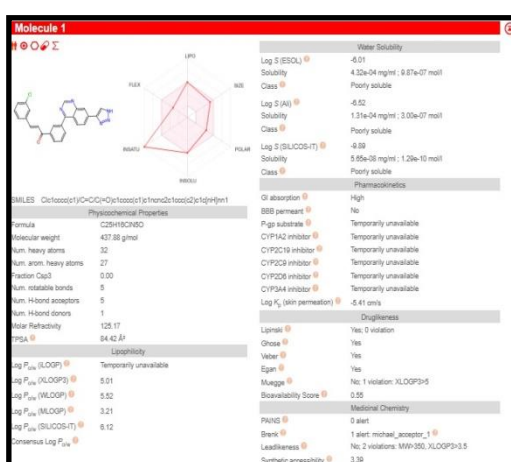 Molecule 1
LIPO
FLEX
SIZE
INSATU
POLAR
INSOLU
SMILES Clc1cccc(c1)/C=C/C(=O)c1cccc(c1)c1ncnc2c1ccc(c2)c1c[nH]nn1
Physicochemical Properties
Formula C25H16ClN5O
Molecular weight 437.88 g/mol
Num. heavy atoms 32
Num. arom. heavy atoms 27
Fraction Csp3 0.00
Num. rotatable bonds 5
Num. H-bond acceptors 5
Num. H-bond donors 1
Molar Refractivity 125.17
TPSA 84.42 Å²
Lipophilicity
Log Po/w (iLOGP) Temporarily unavailable
Log Po/w (XLOGP3) 5.01
Log Po/w (WLOGP) 5.52
Log Po/w (MLOGP) 3.21
Log Po/w (SILICOS-IT) 6.12
Consensus Log Po/w
Water Solubility
Log S (ESOL) -6.01
Solubility 4.32e-04 mg/ml ; 9.87e-07 mol/l
Class Poorly soluble
Log S (Ali) -6.52
Solubility 1.31e-04 mg/ml ; 3.00e-07 mol/l
Class Poorly soluble
Log S (SILICOS-IT) -9.89
Solubility 5.65e-08 mg/ml ; 1.29e-10 mol/l
Class Poorly soluble
Pharmacokinetics
GI absorption High
BBB permeant No
P-gp substrate Temporarily unavailable
CYP1A2 inhibitor Temporarily unavailable
CYP2C19 inhibitor Temporarily unavailable
CYP2C9 inhibitor Temporarily unavailable
CYP2D6 inhibitor Temporarily unavailable
CYP3A4 inhibitor Temporarily unavailable
Log Kp (skin permeation) -5.41 cm/s
Druglikeness
Lipinski Yes; 0 violation
Ghose Yes
Veber Yes
Egan Yes
Muegge No; 1 violation: XLOGP3>5
Bioavailability Score 0.55
Medicinal Chemistry
PAINS 0 alert
Brenk 1 alert: michael_acceptor_1
Leadlikeness No; 2 violations: MW>350, XLOGP3>3.5
Synthetic accessibility 3.39